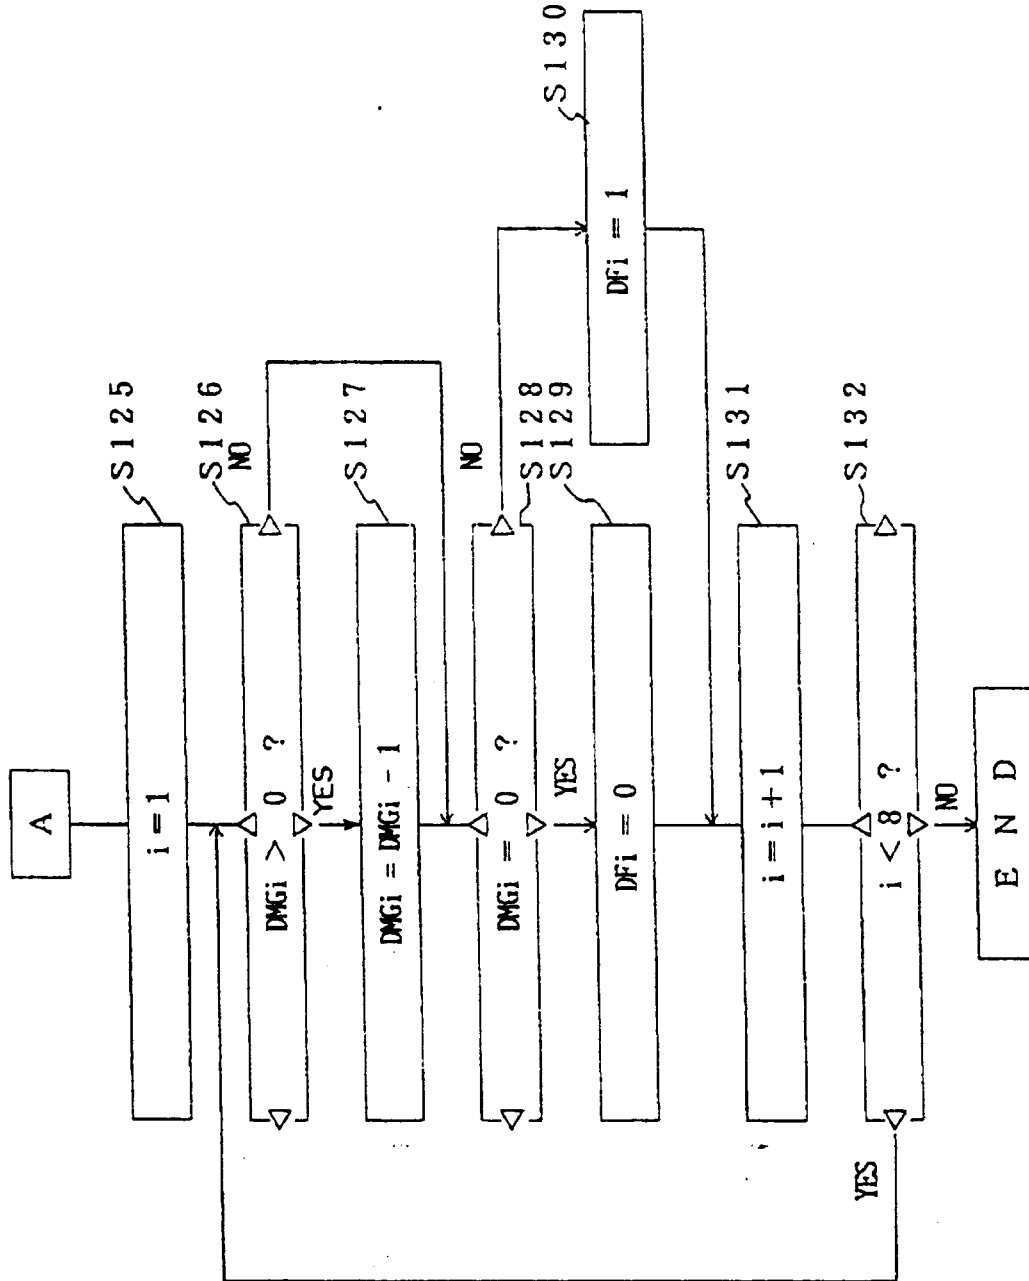 A
i = 1
S125
DMGi > 0 ?
S126
NO
YES
DMGi = DMGi - 1
S127
DMGi = 0 ?
S128
NO
YES
DFi = 0
S129
DFi = 1
S130
i = i + 1
S131
i < 8 ?
S132
YES
NO
END